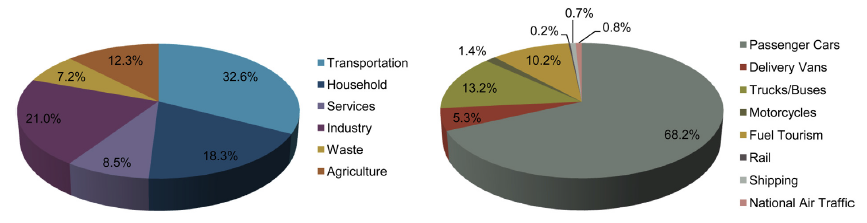 32.6%
18.3%
8.5%
21.0%
7.2%
12.3%
Transportation
Household
Services
Industry
Waste
Agriculture
68.2%
5.3%
13.2%
1.4%
10.2%
0.2%
0.7%
0.8%
Passenger Cars
Delivery Vans
Trucks/Buses
Motorcycles
Fuel Tourism
Rail
Shipping
National Air Traffic